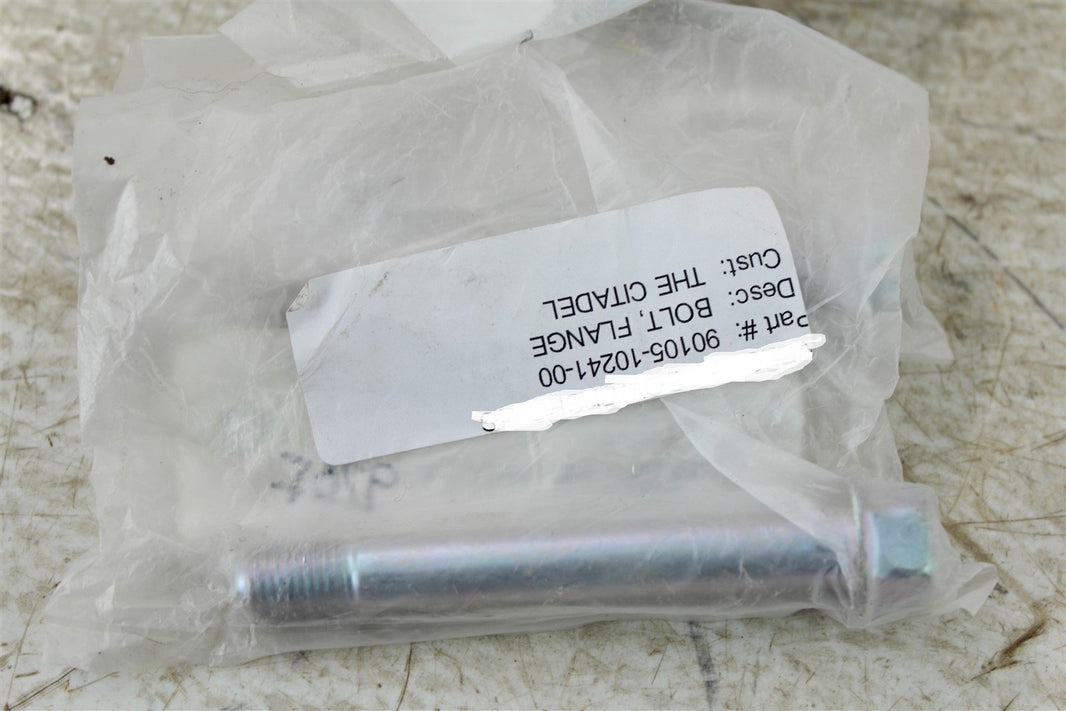 Part #: 90105-10241-00
Desc: BOLT, FLANGE
Cust: THE CITADEL